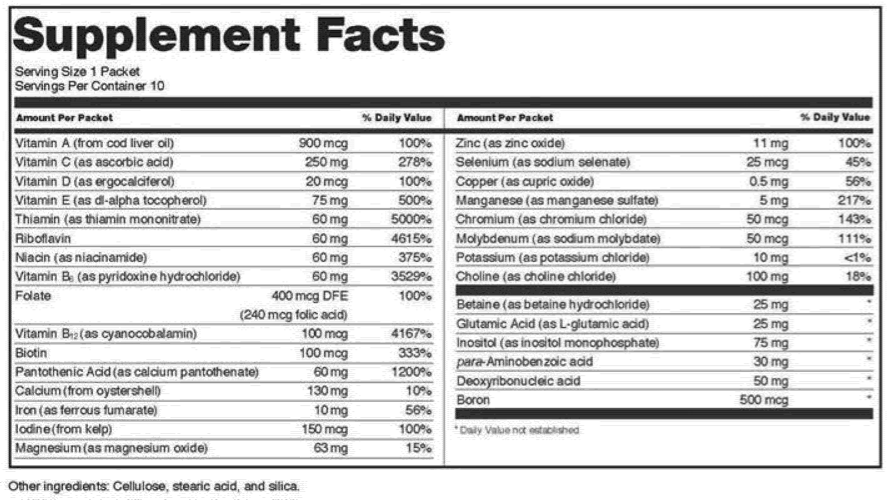 Supplement Facts
Serving Size 1 Packet
Servings Per Container 10
Amount Per Packet % Daily Value
Vitamin A (from cod liver oil) 900 mcg 100%
Vitamin C (as ascorbic acid) 250 mg 278%
Vitamin D (as ergocalciferol) 20 mcg 100%
Vitamin E (as dl-alpha tocopherol) 75 mg 500%
Thiamin (as thiamin mononitrate) 60 mg 5000%
Riboflavin 60 mg 4615%
Niacin (as niacinamide) 60 mg 375%
Vitamin B₆ (as pyridoxine hydrochloride) 60 mg 3529%
Folate 400 mcg DFE 100%
(240 mcg folic acid)
Vitamin B₁₂ (as cyanocobalamin) 100 mcg 4167%
Biotin 100 mcg 333%
Pantothenic Acid (as calcium pantothenate) 60 mg 1200%
Calcium (from oystershell) 130 mg 10%
Iron (as ferrous fumarate) 10 mg 56%
Iodine (from kelp) 150 mcg 100%
Magnesium (as magnesium oxide) 63 mg 15%
Amount Per Packet % Daily Value
Zinc (as zinc oxide) 11 mg 100%
Selenium (as sodium selenate) 25 mcg 45%
Copper (as cupric oxide) 0.5 mg 56%
Manganese (as manganese sulfate) 5 mg 217%
Chromium (as chromium chloride) 50 mcg 143%
Molybdenum (as sodium molybdate) 50 mcg 111%
Potassium (as potassium chloride) 10 mg <1%
Choline (as choline chloride) 100 mg 18%
Betaine (as betaine hydrochloride) 25 mg *
Glutamic Acid (as L-glutamic acid) 25 mg *
Inositol (as inositol monophosphate) 75 mg *
para-Aminobenzoic acid 30 mg *
Deoxyribonucleic acid 50 mg *
Boron 500 mcg *
* Daily Value not established
Other ingredients: Cellulose, stearic acid, and silica.